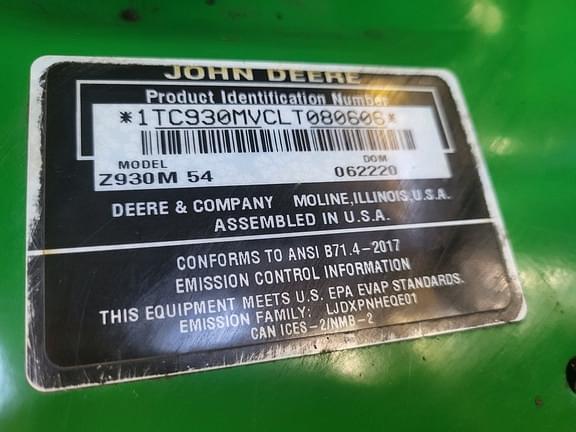 JOHN DEERE
Product Identification Number
*1TC930MVCLT080606*
MODEL DOM
Z930M 54 062220
DEERE & COMPANY MOLINE, ILLINOIS, U.S.A.
ASSEMBLED IN U.S.A.
CONFORMS TO ANSI B71.4-2017
EMISSION CONTROL INFORMATION
THIS EQUIPMENT MEETS U.S. EPA EVAP STANDARDS.
EMISSION FAMILY: LJDXPNHEQE01
CAN ICES-2/NMB-2